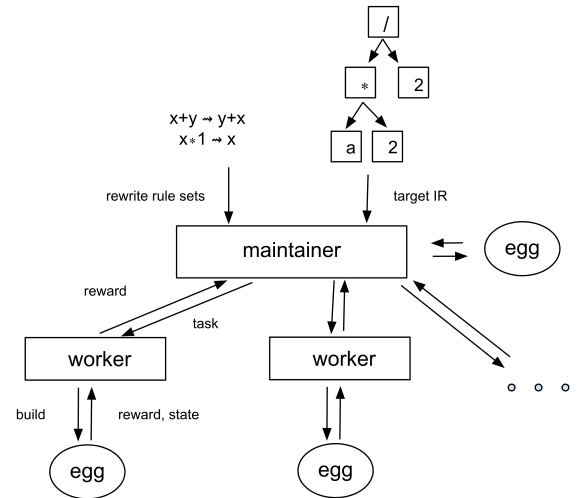 /
* 2
a 2
x+y ⇝ y+x
x*1 ⇝ x
rewrite rule sets
target IR
maintainer
egg
reward
task
worker
worker
build
reward, state
egg
egg